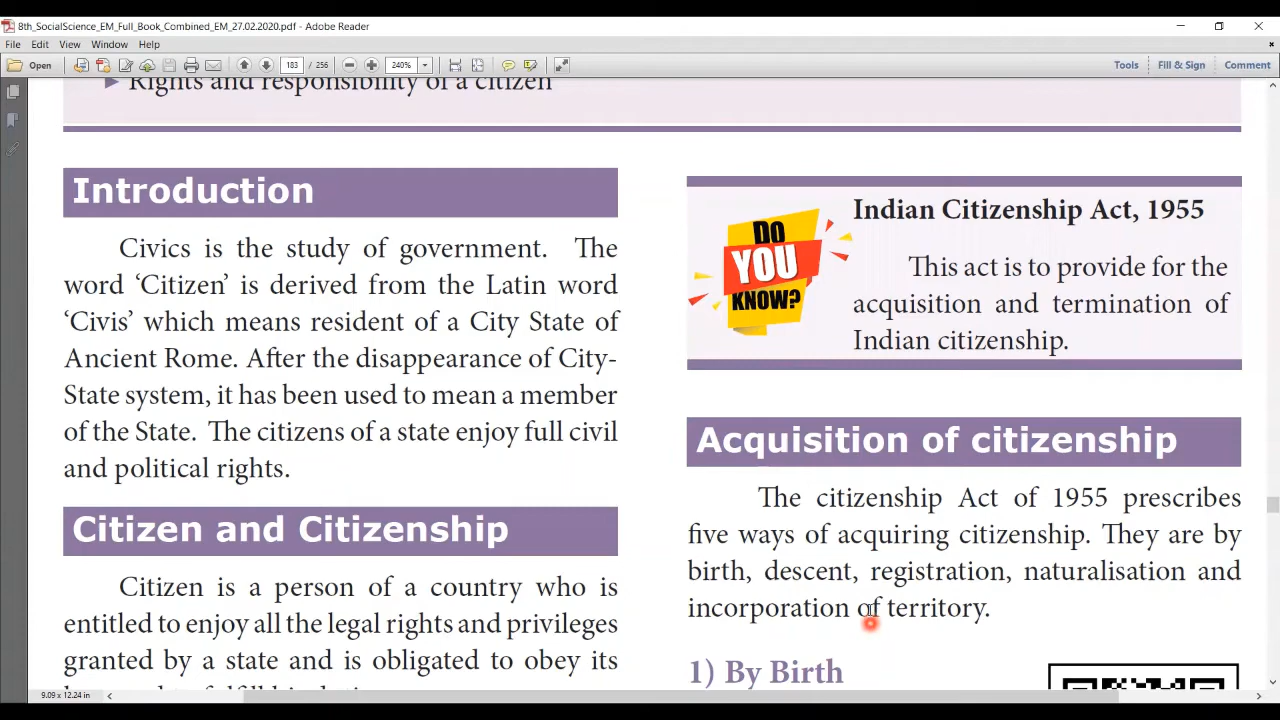 8th_SocialScience_EM_Full_Book_Combined_EM_27.02.2020.pdf - Adobe Reader
File Edit View Window Help
Open 183 / 256 240% Tools Fill & Sign Comment
Rights and responsibility of a citizen
Introduction
Civics is the study of government. The
word ‘Citizen’ is derived from the Latin word
‘Civis’ which means resident of a City State of
Ancient Rome. After the disappearance of City-
State system, it has been used to mean a member
of the State. The citizens of a state enjoy full civil
and political rights.
Citizen and Citizenship
Citizen is a person of a country who is
entitled to enjoy all the legal rights and privileges
granted by a state and is obligated to obey its
DO
YOU
KNOW?
Indian Citizenship Act, 1955
This act is to provide for the
acquisition and termination of
Indian citizenship.
Acquisition of citizenship
The citizenship Act of 1955 prescribes
five ways of acquiring citizenship. They are by
birth, descent, registration, naturalisation and
incorporation of territory.
1) By Birth
9.09 x 12.24 in